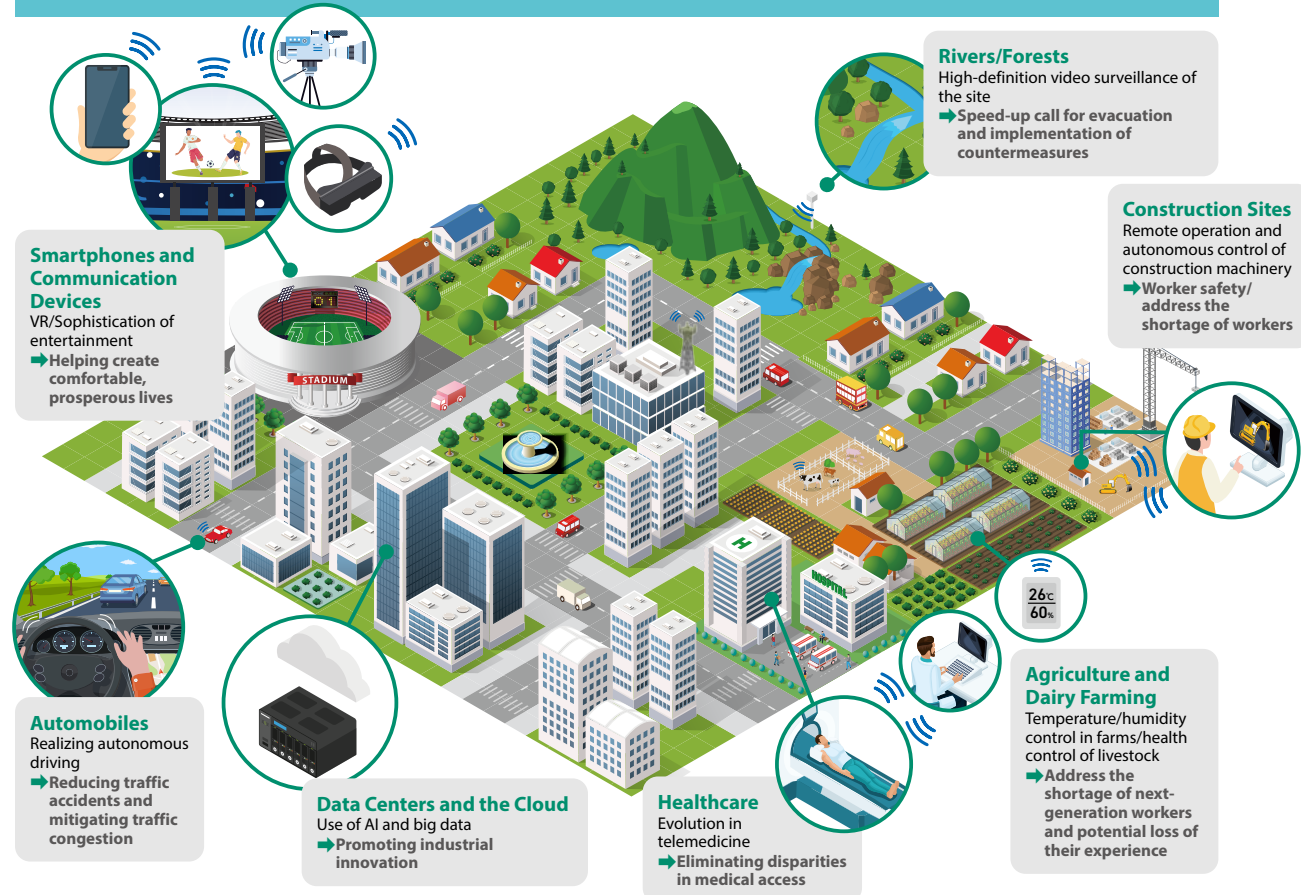 Rivers/Forests
High-definition video surveillance of
the site
➡Speed-up call for evacuation
and implementation of
countermeasures
Construction Sites
Remote operation and
autonomous control of
construction machinery
➡Worker safety/
address the
shortage of workers
Smartphones and
Communication
Devices
VR/Sophistication of
entertainment
➡Helping create
comfortable,
prosperous lives
0 1
STADIUM
H
HOSPITAL
26℃
60%
Automobiles
Realizing autonomous
driving
➡Reducing traffic
accidents and
mitigating traffic
congestion
Data Centers and the Cloud
Use of AI and big data
➡Promoting industrial
innovation
Healthcare
Evolution in
telemedicine
➡Eliminating disparities
in medical access
Agriculture and
Dairy Farming
Temperature/humidity
control in farms/health
control of livestock
➡Address the
shortage of next-
generation workers
and potential loss of
their experience